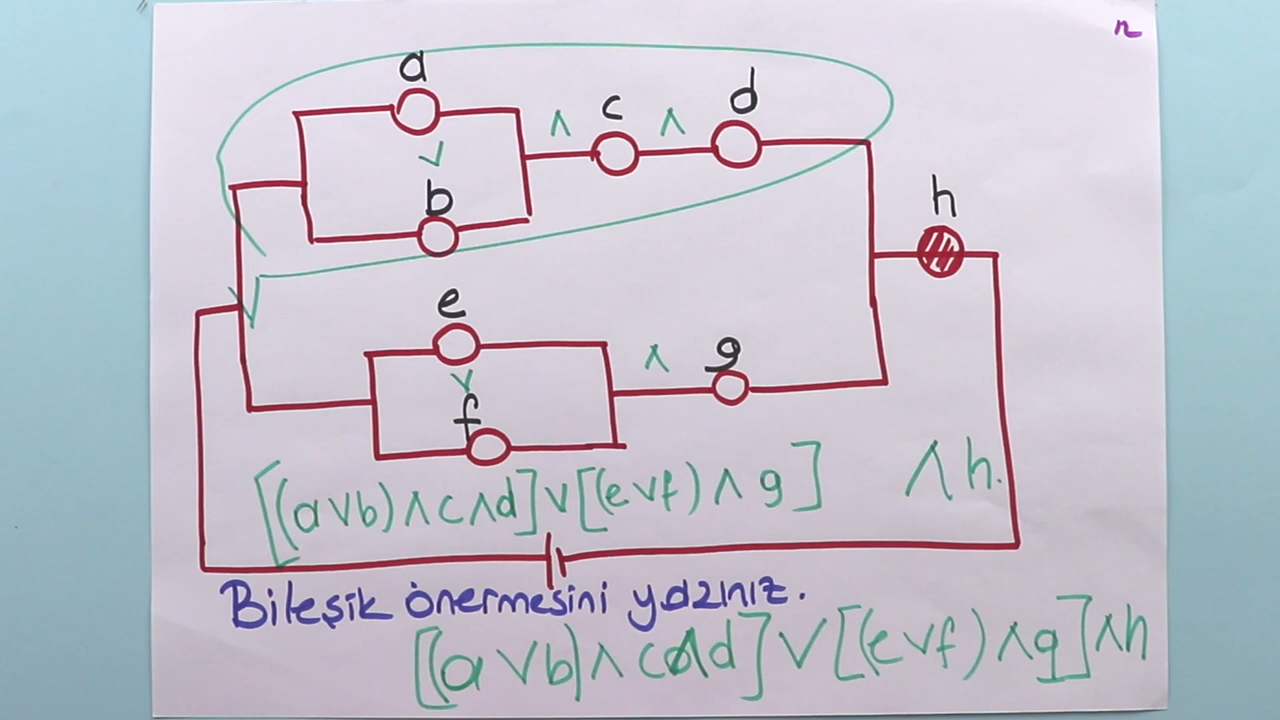 n
a
∧ c ∧ d
∨
b
h
∨
e
∧ g
∨
f
[(a∨b)∧c∧d]∨[(e∨f)∧g] ∧h.
Bileşik önermesini yazınız.
[(a∨b)∧c∧d]∨[(e∨f)∧g]∧h